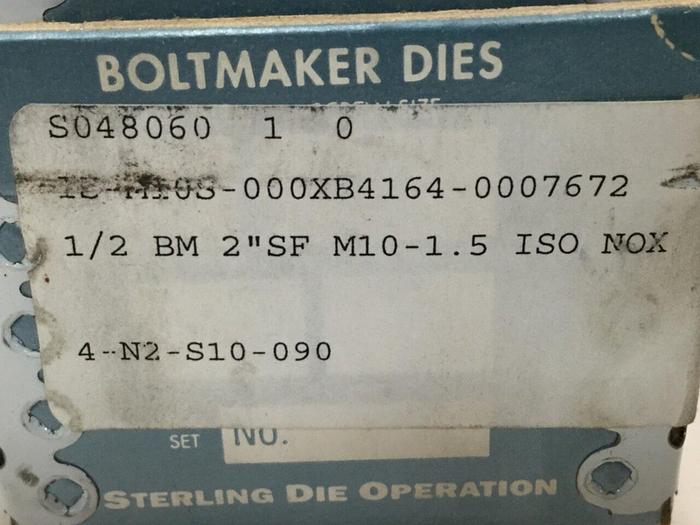 BOLTMAKER DIES
S048060 1 0
-000XB4164-0007672
1/2 BM 2"SF M10-1.5 ISO NOX
4-N2-S10-090
SET NO.
STERLING DIE OPERATION